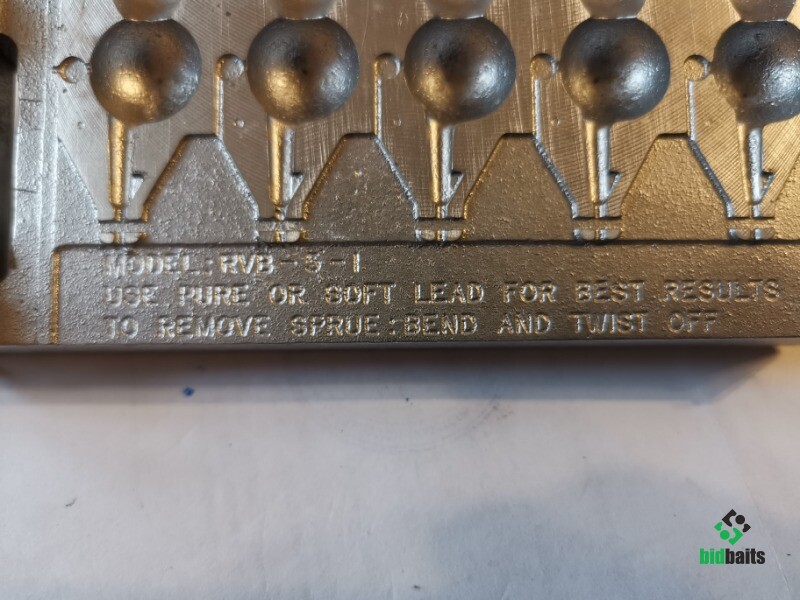 MODEL: RVB-5-1
USE PURE OR SOFT LEAD FOR BEST RESULTS
TO REMOVE SPRUE: BEND AND TWIST OFF
bidbaits